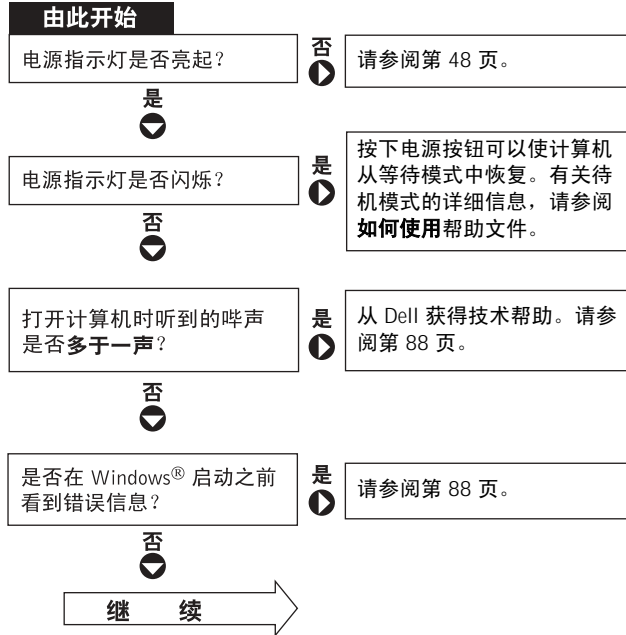 由此开始
电源指示灯是否亮起？
否
请参阅第 48 页。
是
电源指示灯是否闪烁？
是
按下电源按钮可以使计算机
从等待模式中恢复。有关待
机模式的详细信息，请参阅
如何使用帮助文件。
否
打开计算机时听到的哔声
是否多于一声？
是
从 Dell 获得技术帮助。请参
阅第 88 页。
否
是否在 Windows® 启动之前
看到错误信息？
是
请参阅第 88 页。
否
继 续